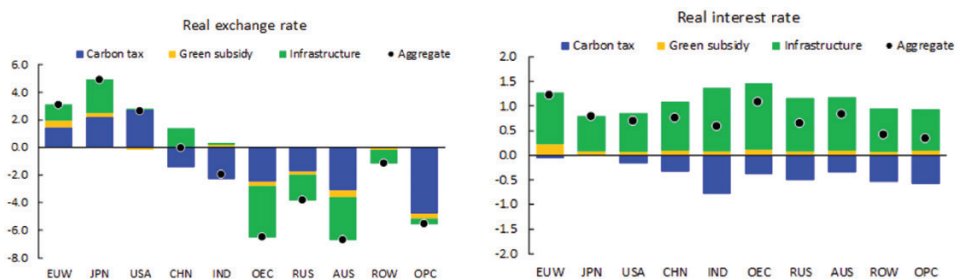 Real exchange rate
Carbon tax Green subsidy Infrastructure Aggregate
6.0
4.0
2.0
0.0
-2.0
-4.0
-6.0
-8.0
EUW JPN USA CHN IND OEC RUS AUS ROW OPC
Real interest rate
Carbon tax Green subsidy Infrastructure Aggregate
2.0
1.5
1.0
0.5
0.0
-0.5
-1.0
-1.5
-2.0
EUW JPN USA CHN IND OEC RUS AUS ROW OPC